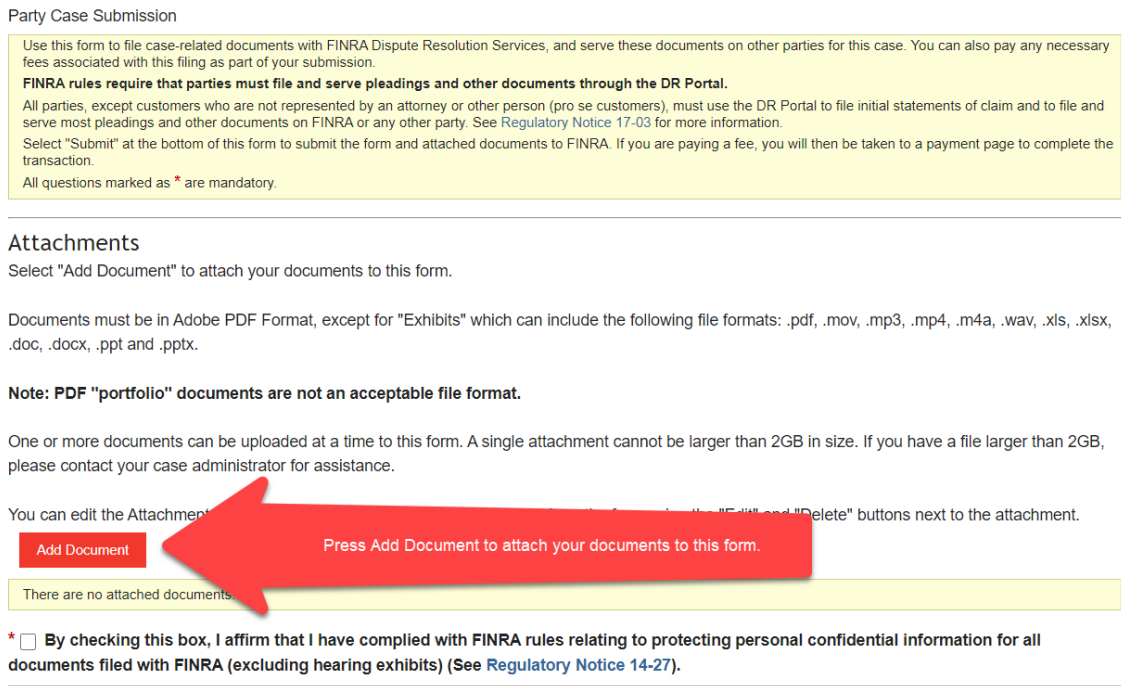 Party Case Submission
Use this form to file case-related documents with FINRA Dispute Resolution Services, and serve these documents on other parties for this case. You can also pay any necessary
fees associated with this filing as part of your submission.
FINRA rules require that parties must file and serve pleadings and other documents through the DR Portal.
All parties, except customers who are not represented by an attorney or other person (pro se customers), must use the DR Portal to file initial statements of claim and to file and
serve most pleadings and other documents on FINRA or any other party. See Regulatory Notice 17-03 for more information.
Select "Submit" at the bottom of this form to submit the form and attached documents to FINRA. If you are paying a fee, you will then be taken to a payment page to complete the
transaction.
All questions marked as * are mandatory.
Attachments
Select "Add Document" to attach your documents to this form.
Documents must be in Adobe PDF Format, except for "Exhibits" which can include the following file formats: .pdf, .mov, .mp3, .mp4, .m4a, .wav, .xls, .xlsx,
.doc, .docx, .ppt and .pptx.
Note: PDF "portfolio" documents are not an acceptable file format.
One or more documents can be uploaded at a time to this form. A single attachment cannot be larger than 2GB in size. If you have a file larger than 2GB,
please contact your case administrator for assistance.
You can edit the Attachment "Edit" and "Delete" buttons next to the attachment.
Add Document
Press Add Document to attach your documents to this form.
There are no attached documents.
* By checking this box, I affirm that I have complied with FINRA rules relating to protecting personal confidential information for all
documents filed with FINRA (excluding hearing exhibits) (See Regulatory Notice 14-27).